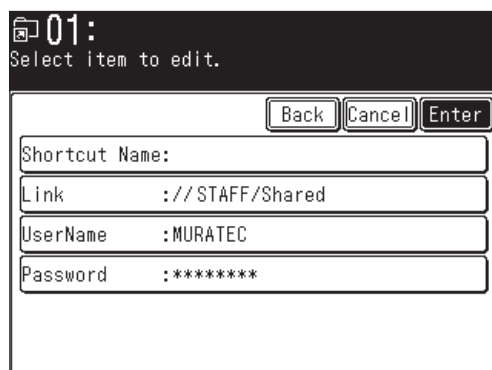 01:
Select item to edit.
Back Cancel Enter
Shortcut Name:
Link ://STAFF/Shared
UserName :MURATEC
Password :********